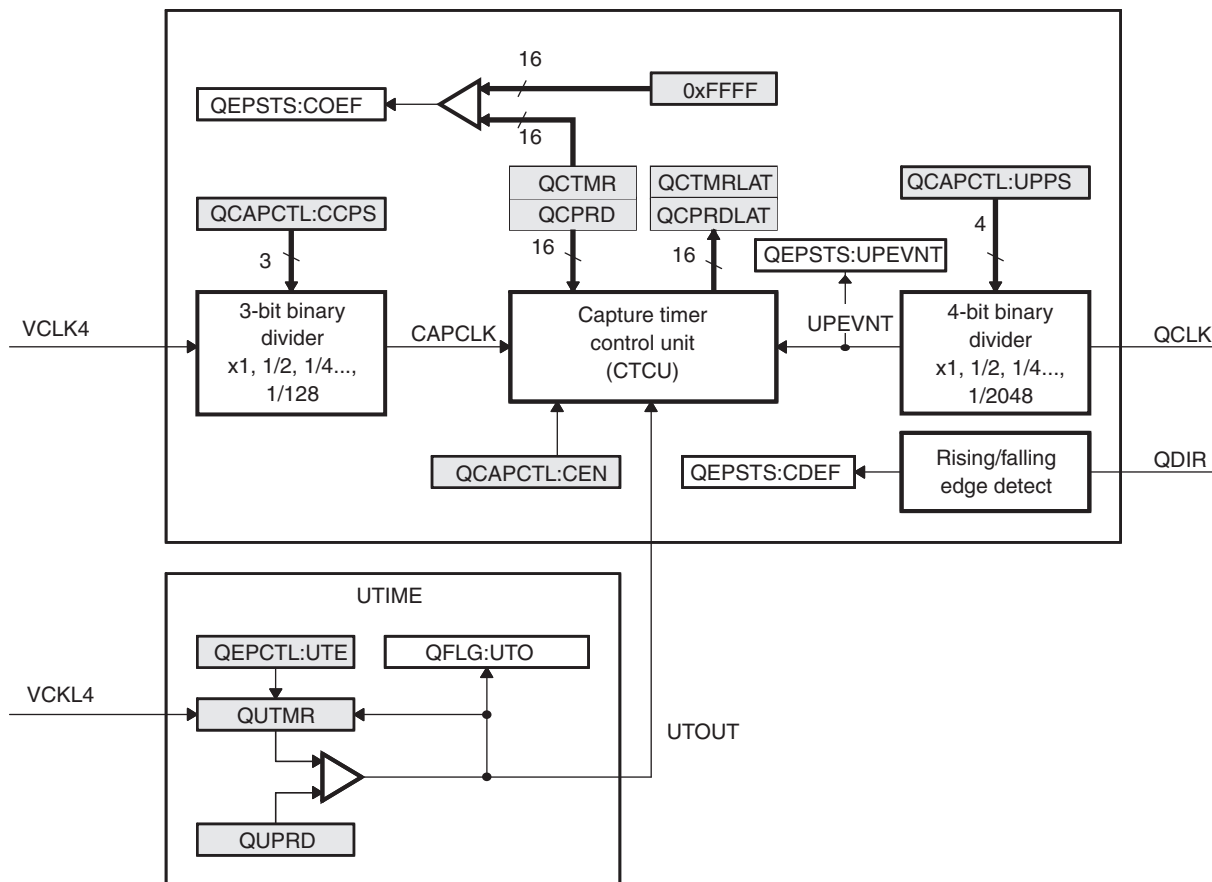 16
0xFFFF
QEPSTS:COEF
16
QCTMR
QCTMRLAT
QCAPCTL:UPPS
QCAPCTL:CCPS
QCPRD
QCPRDLAT
3
16
16
4
QEPSTS:UPEVNT
VCLK4
3-bit binary
divider
x1, 1/2, 1/4...,
1/128
CAPCLK
Capture timer
control unit
(CTCU)
UPEVNT
4-bit binary
divider
x1, 1/2, 1/4...,
1/2048
QCLK
QCAPCTL:CEN
QEPSTS:CDEF
Rising/falling
edge detect
QDIR
UTIME
QEPCTL:UTE
QFLG:UTO
VCKL4
QUTMR
UTOUT
QUPRD